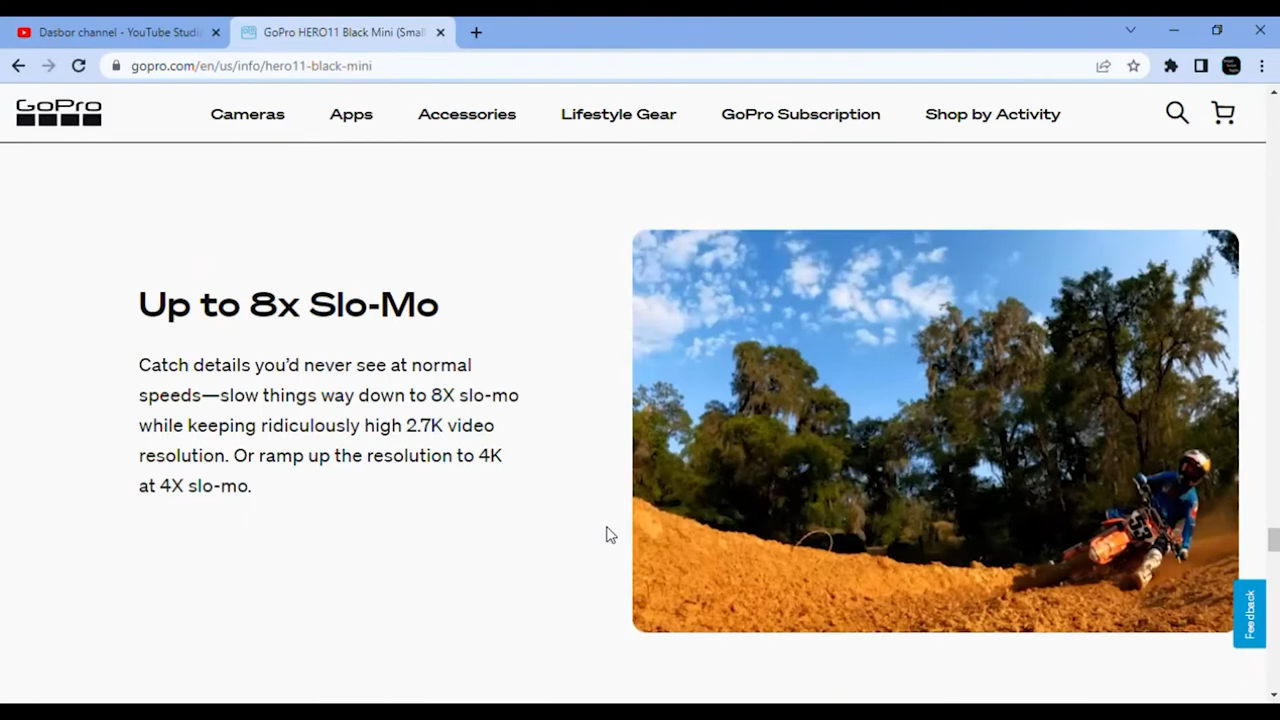 Dasbor channel - YouTube Studi
GoPro HERO11 Black Mini (Small
gopro.com/en/us/info/hero11-black-mini
GoPro
Cameras
Apps
Accessories
Lifestyle Gear
GoPro Subscription
Shop by Activity
Up to 8x Slo-Mo
Catch details you’d never see at normal
speeds—slow things way down to 8X slo-mo
while keeping ridiculously high 2.7K video
resolution. Or ramp up the resolution to 4K
at 4X slo-mo.
53
Feedback